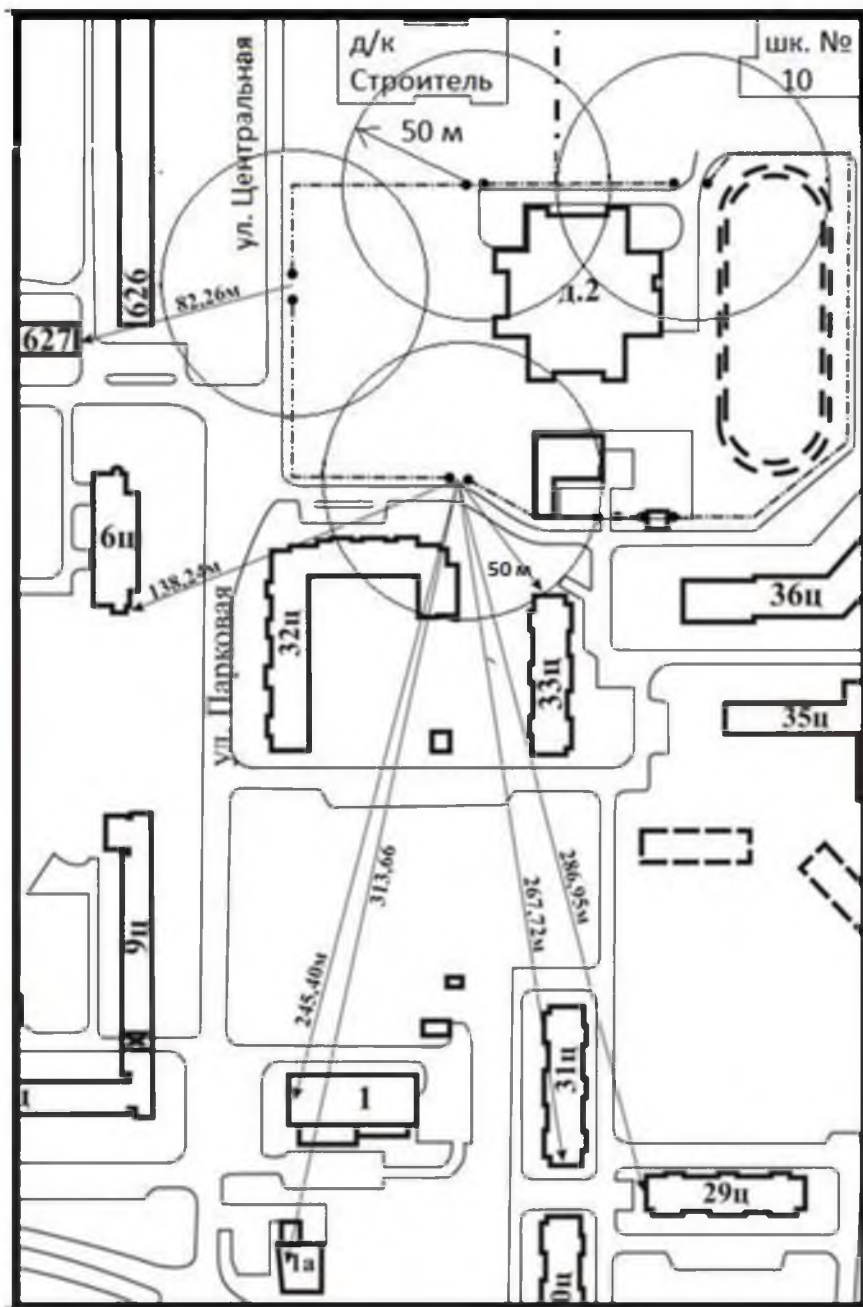 д/к
Строитель
шк. №
10
ул. Центральная
50 м
626
82,26м
627
д.2
6ц
138,24м
50 м
32ц
33ц
36ц
ул. Парковая
35ц
313,66
286,95м
267,72м
9ц
245,40м
31ц
1
29ц
1а